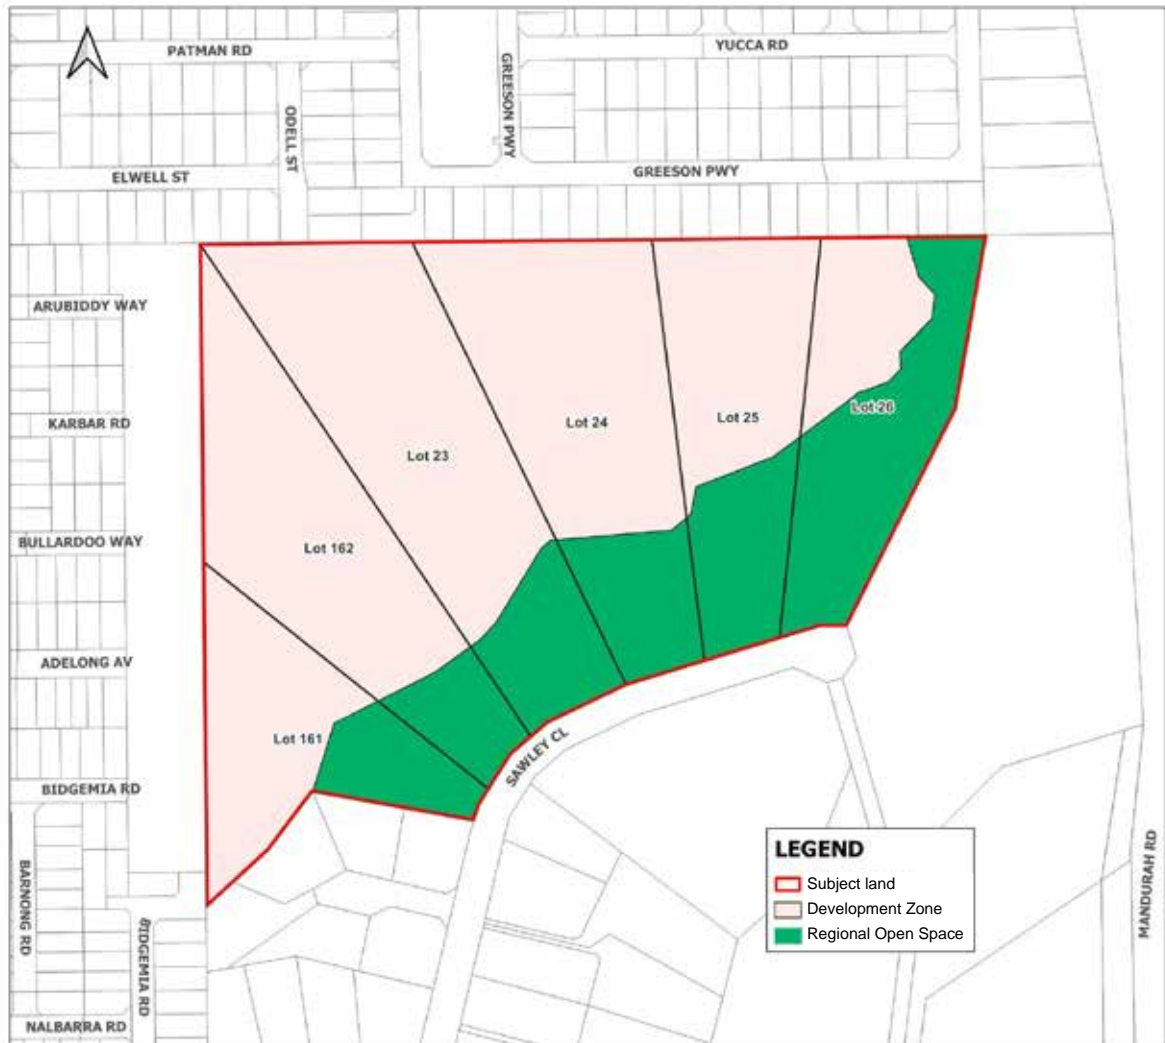 PATMAN RD
YUCCA RD
GREESON PWY
ODELL ST
ELWELL ST
GREESON PWY
ARUBIDDY WAY
KARBAR RD
Lot 26
Lot 25
Lot 24
Lot 23
BULLARDOO WAY
Lot 162
ADELONG AV
Lot 161
SAWLEY CL
BIDGEMIA RD
LEGEND
Subject land
Development Zone
Regional Open Space
MANDURAH RD
BARNONG RD
BIDGEMIA RD
NALBARRA RD